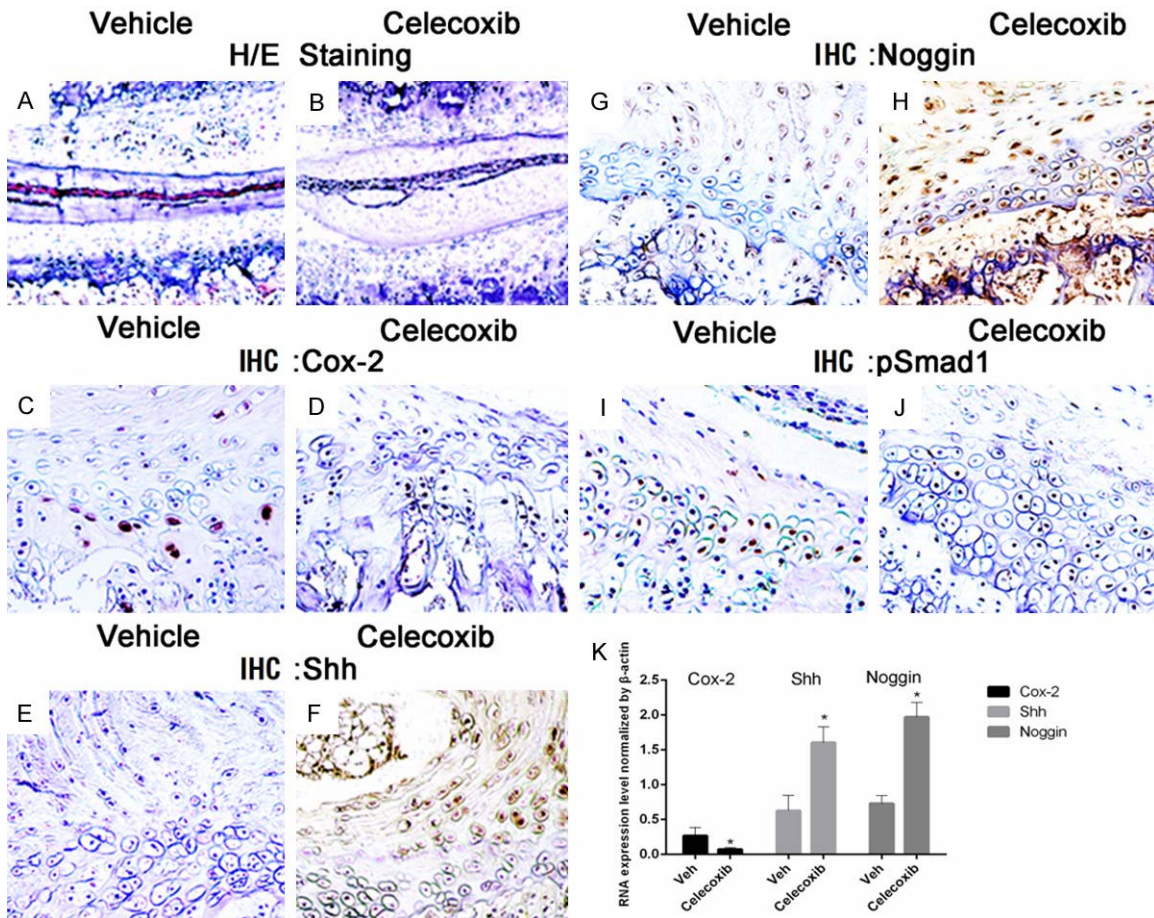 Vehicle Celecoxib
H/E Staining
A
B
Vehicle Celecoxib
IHC :Noggin
G
H
Vehicle Celecoxib
IHC :Cox-2
C
D
Vehicle Celecoxib
IHC :pSmad1
I
J
Vehicle Celecoxib
IHC :Shh
E
F
K
RNA expression level normalized by β-actin
2.5
2.0
1.5
1.0
0.5
0.0
Cox-2 Shh Noggin
*
*
*
Veh
Celecoxib
Veh
Celecoxib
Veh
Celecoxib
Cox-2
Shh
Noggin